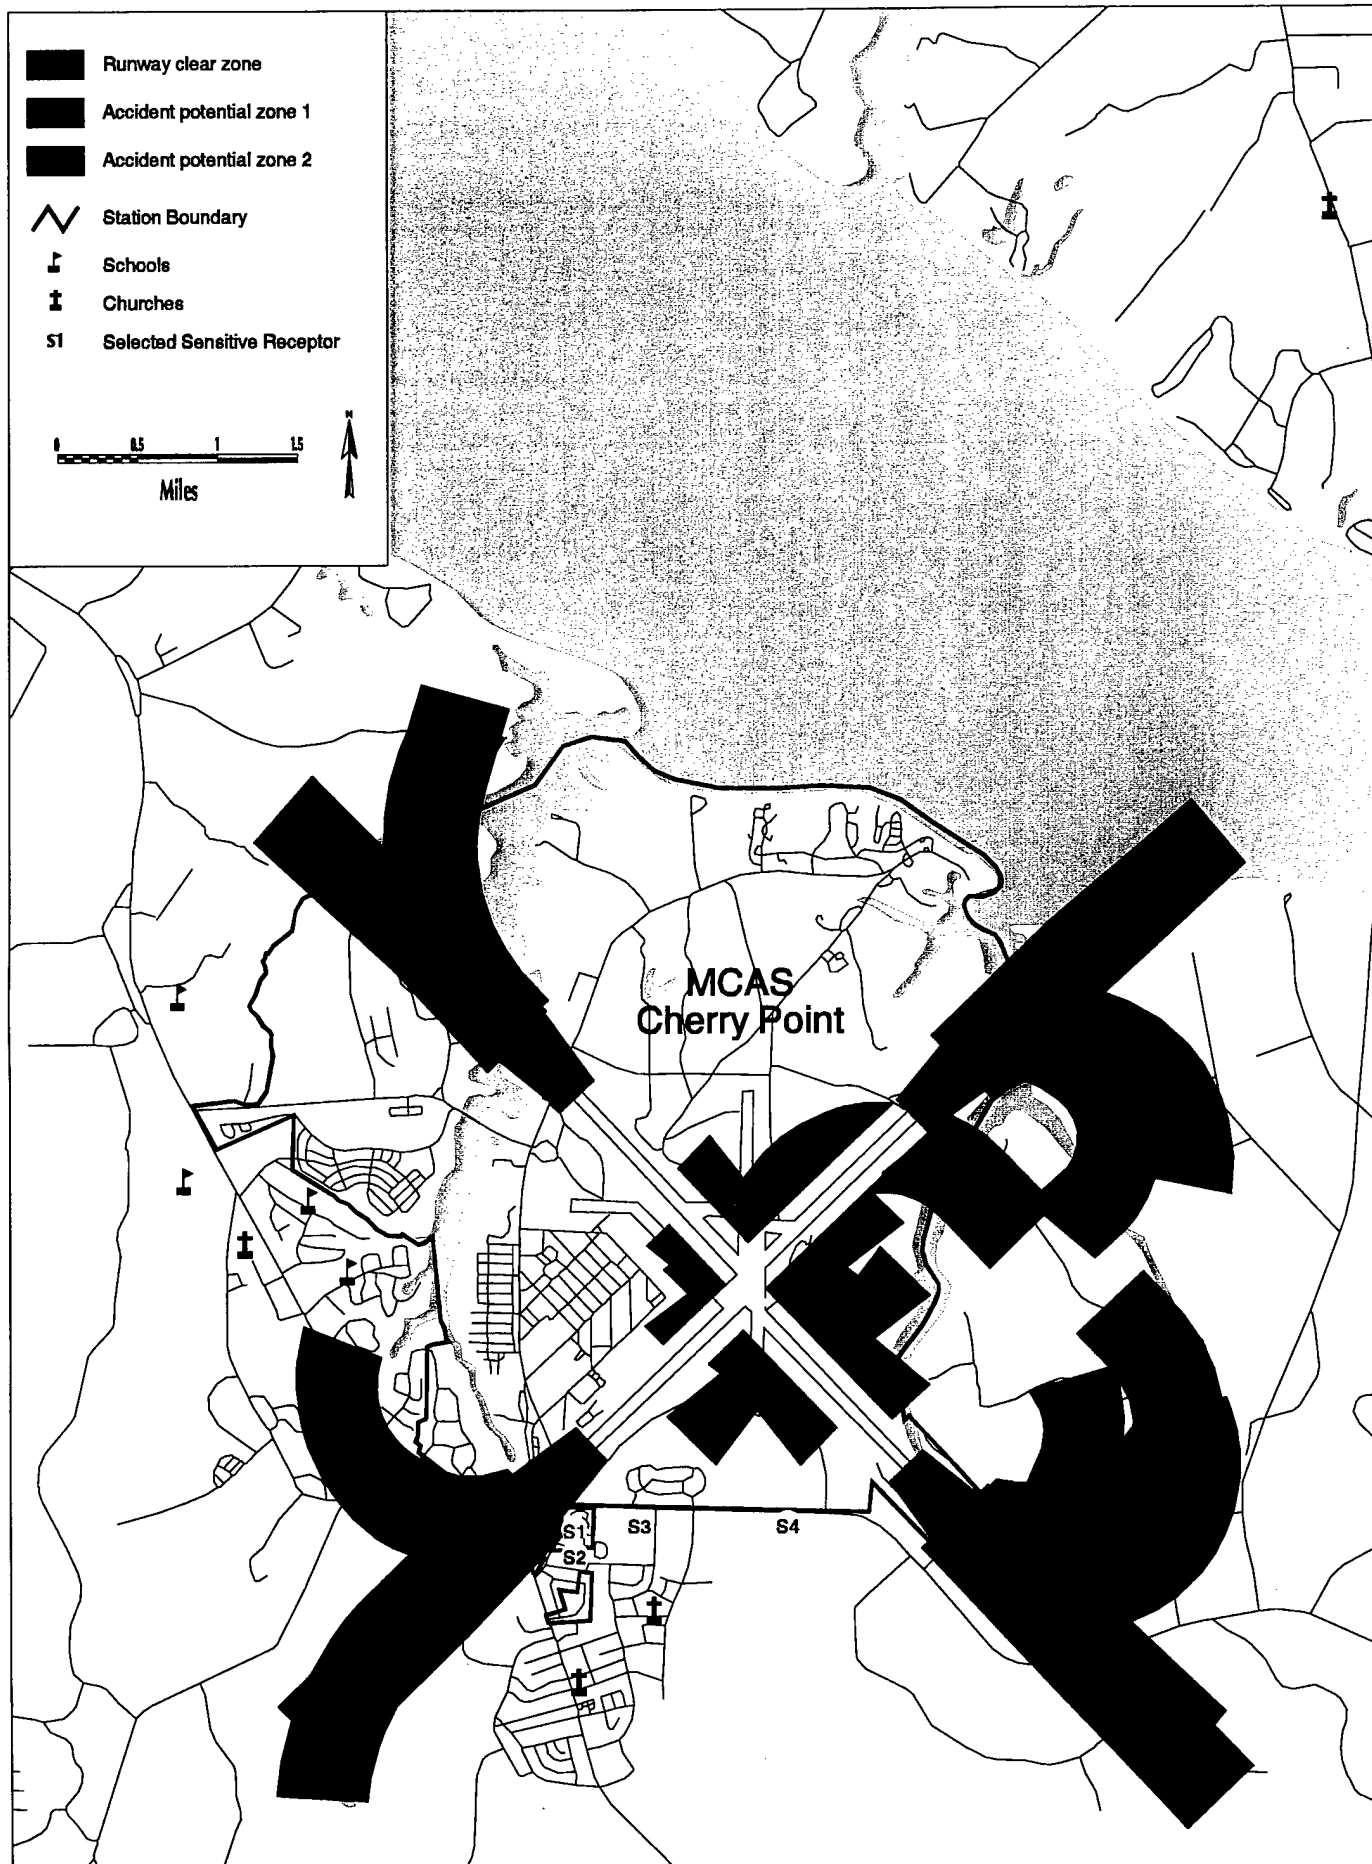 Runway clear zone
Accident potential zone 1
Accident potential zone 2
Station Boundary
Schools
Churches
S1 Selected Sensitive Receptor
N
0 0.5 1 1.5
Miles
MCAS
Cherry Point
S1 S3 S4
S2